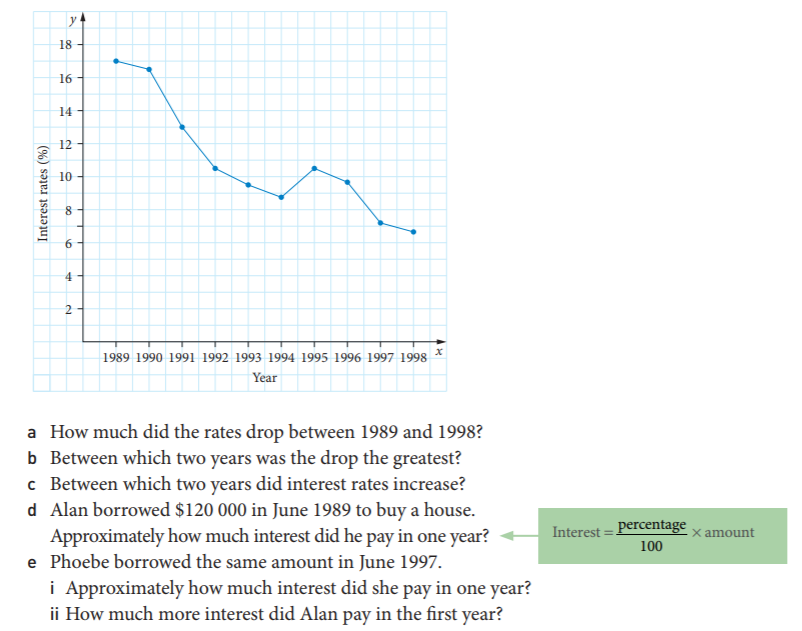 y
18
16
14
12
10
8
6
4
2
Interest rates (%)
1989 1990 1991 1992 1993 1994 1995 1996 1997 1998 x
Year
a How much did the rates drop between 1989 and 1998?
b Between which two years was the drop the greatest?
c Between which two years did interest rates increase?
d Alan borrowed $120 000 in June 1989 to buy a house.
Approximately how much interest did he pay in one year?
Interest = percentage / 100 × amount
e Phoebe borrowed the same amount in June 1997.
i Approximately how much interest did she pay in one year?
ii How much more interest did Alan pay in the first year?